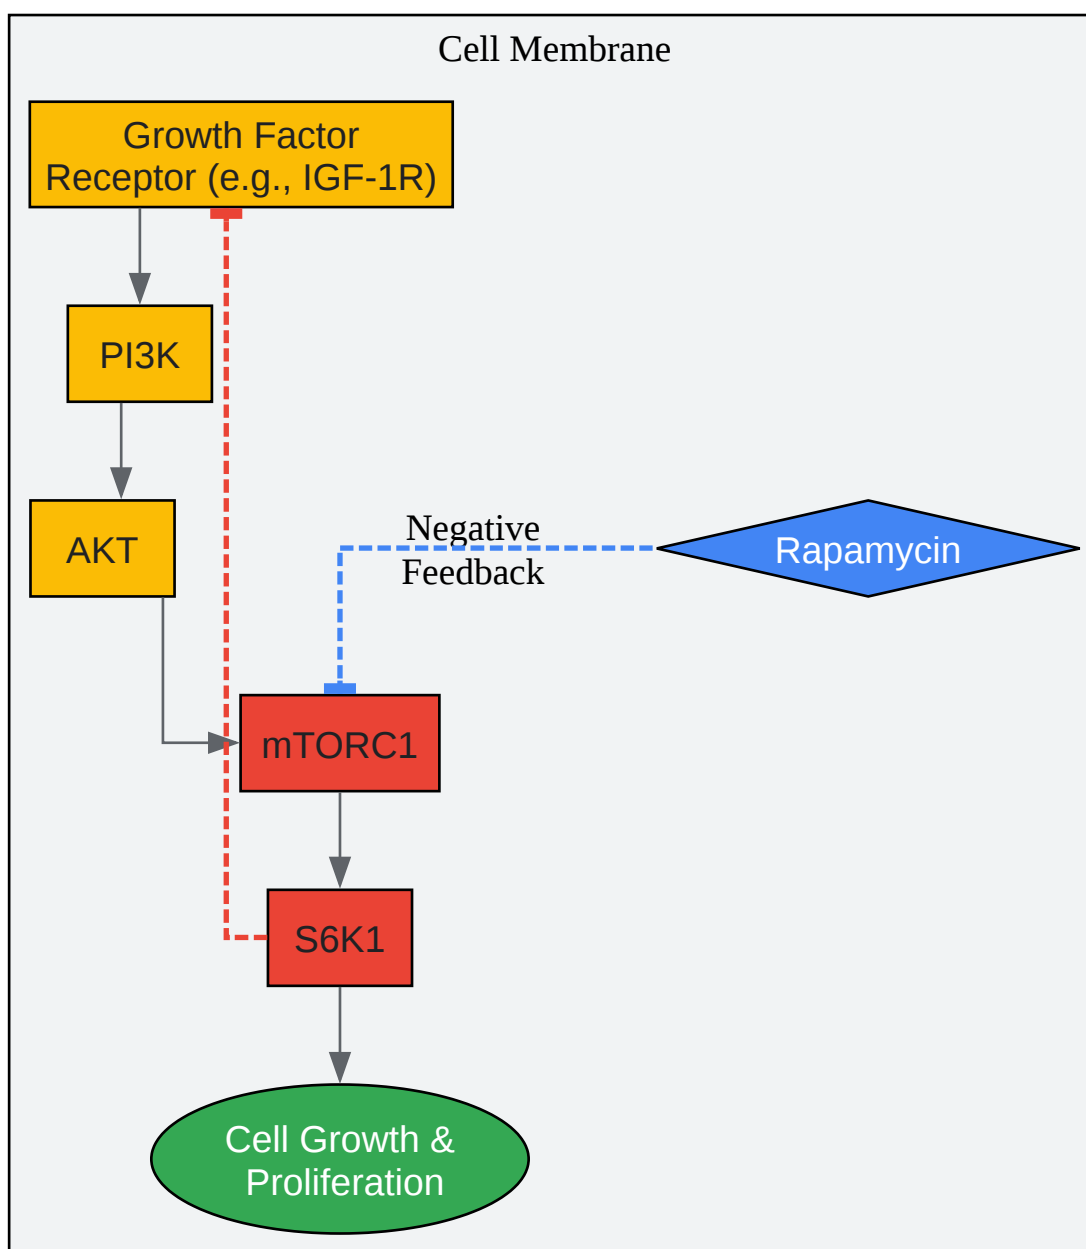 Cell Membrane
Growth Factor
Receptor (e.g., IGF-1R)
PI3K
AKT
Negative
Feedback
Rapamycin
mTORC1
S6K1
Cell Growth &
Proliferation